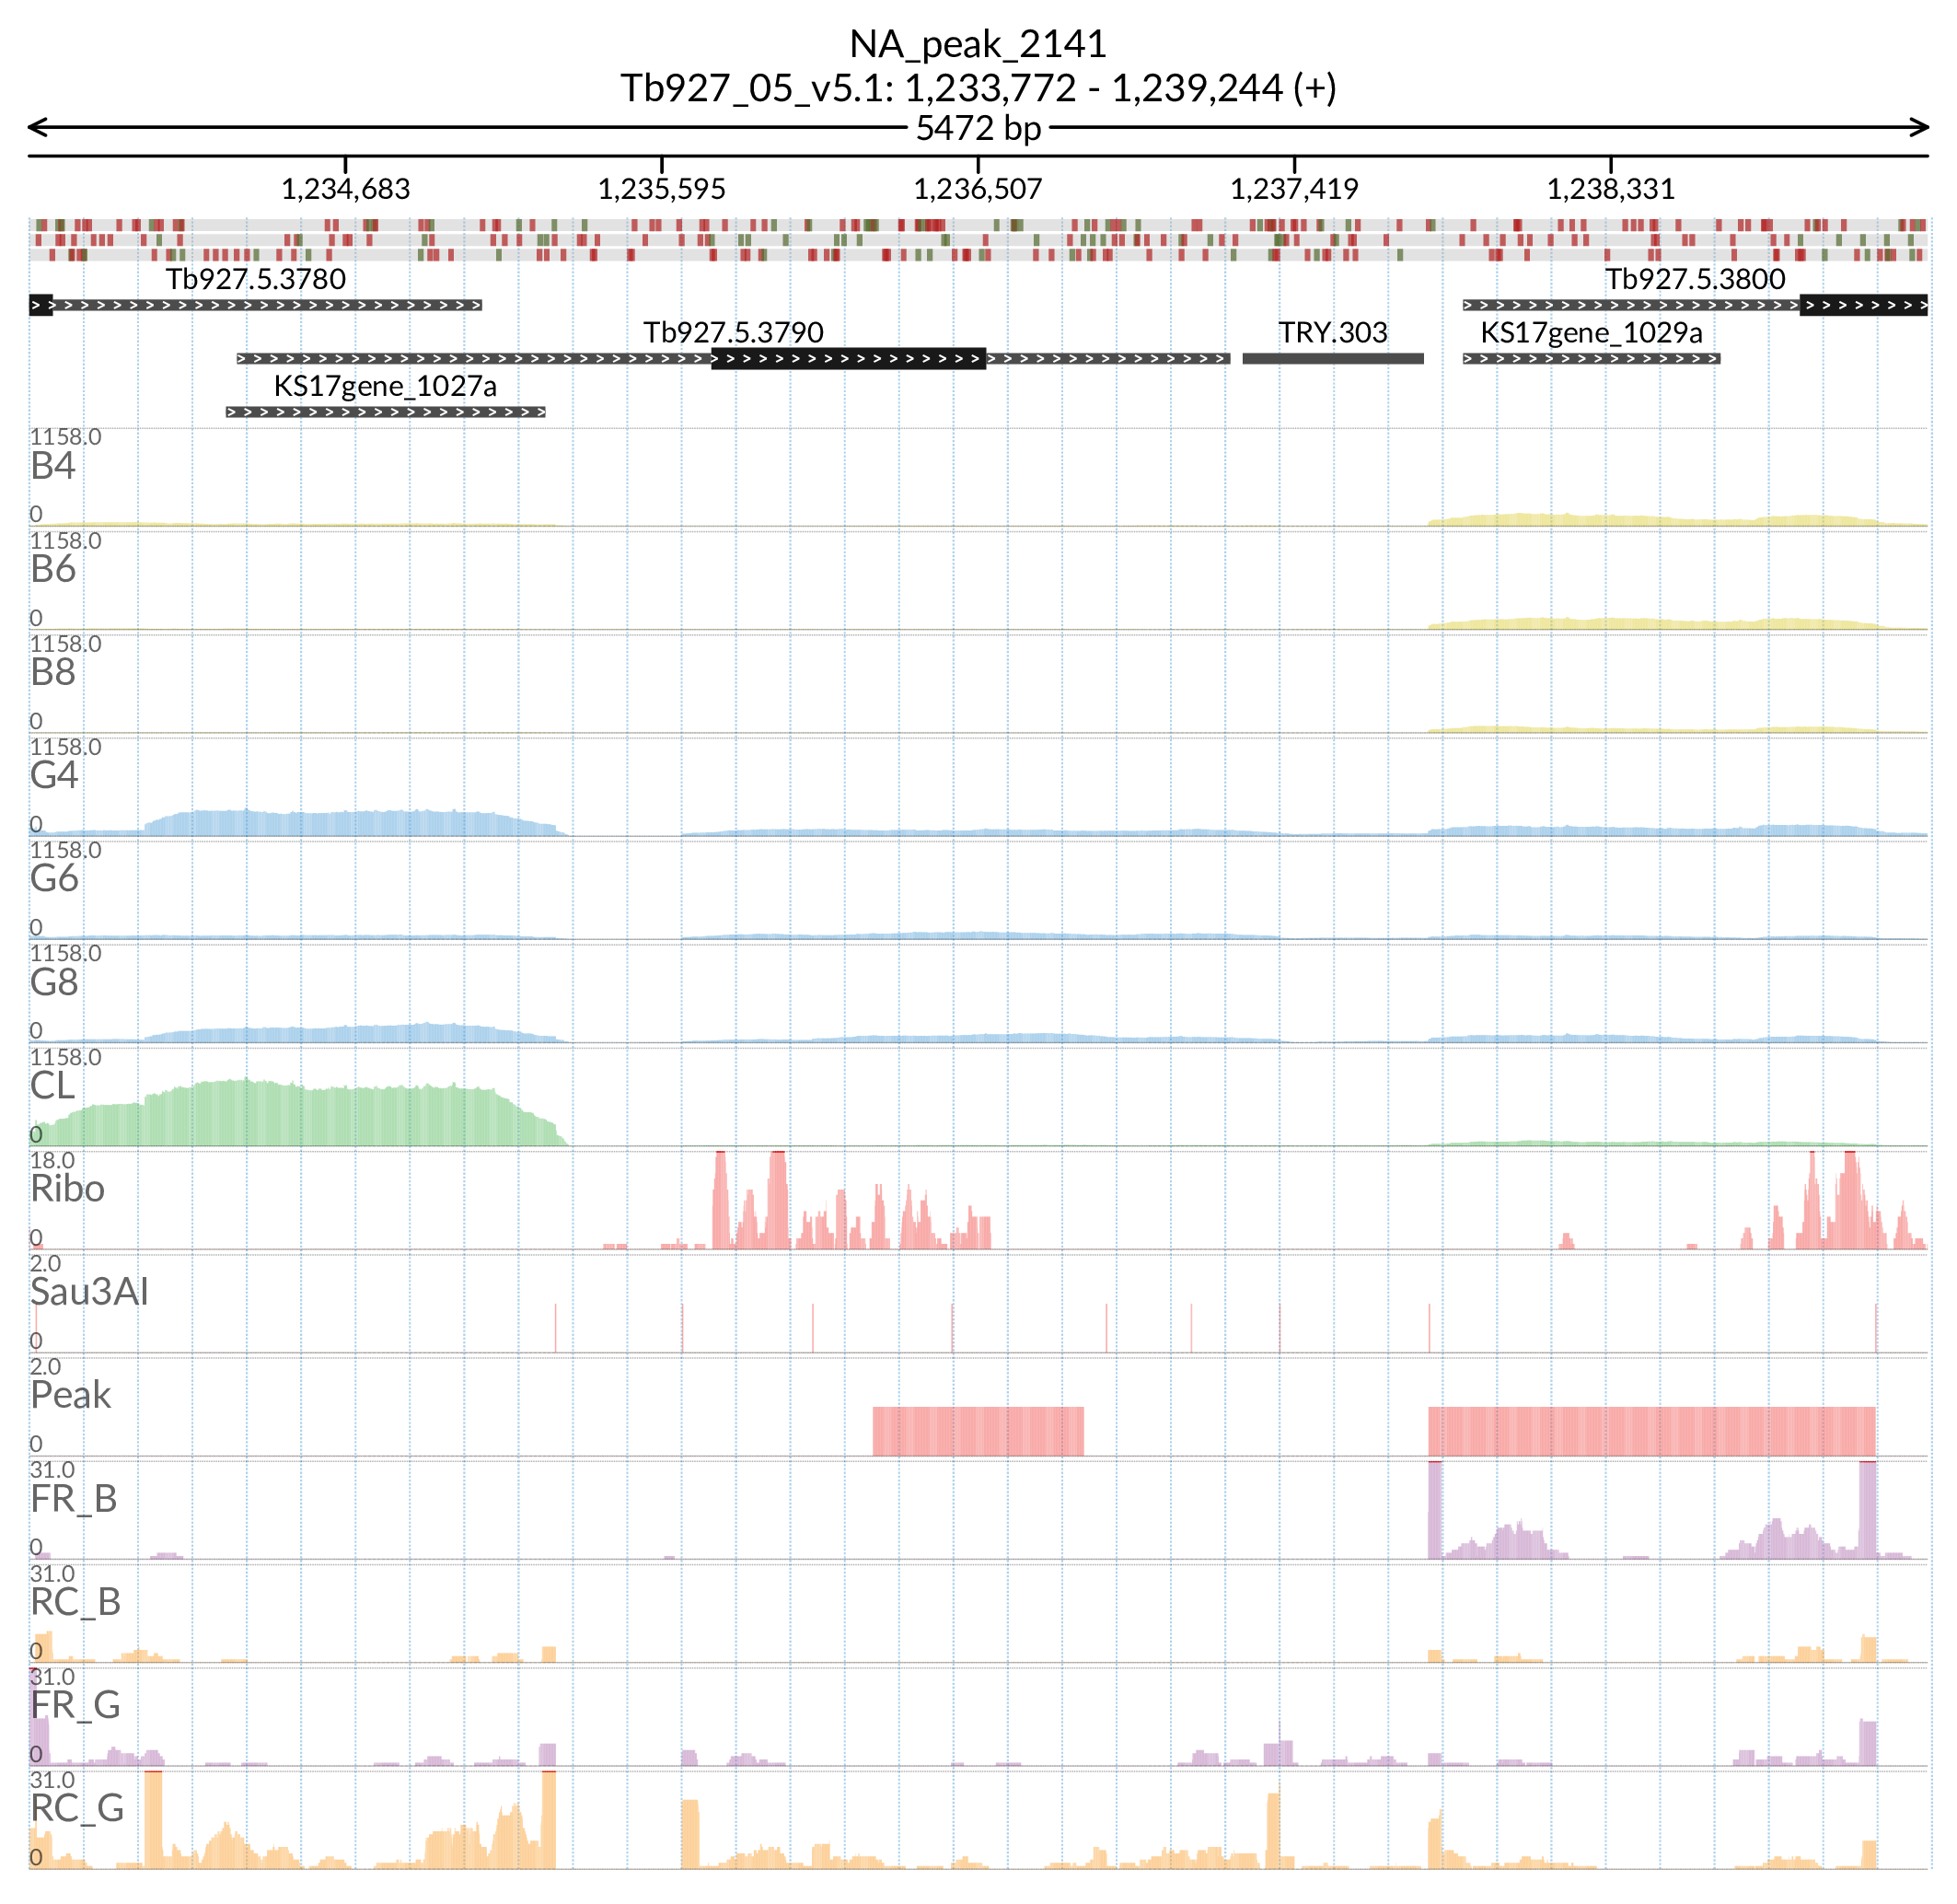 NA_peak_2141
Tb927_05_v5.1: 1,233,772 - 1,239,244 (+)
5472 bp
1,234,683 1,235,595 1,236,507 1,237,419 1,238,331
Tb927.5.3780 Tb927.5.3800
Tb927.5.3790 TRY.303 KS17gene_1029a
KS17gene_1027a
1158.0
B4
0
1158.0
B6
0
1158.0
B8
0
1158.0
G4
0
1158.0
G6
0
1158.0
G8
0
1158.0
CL
0
18.0
Ribo
0
2.0
Sau3AI
0
2.0
Peak
0
31.0
FR_B
0
31.0
RC_B
0
31.0
FR_G
0
31.0
RC_G
0